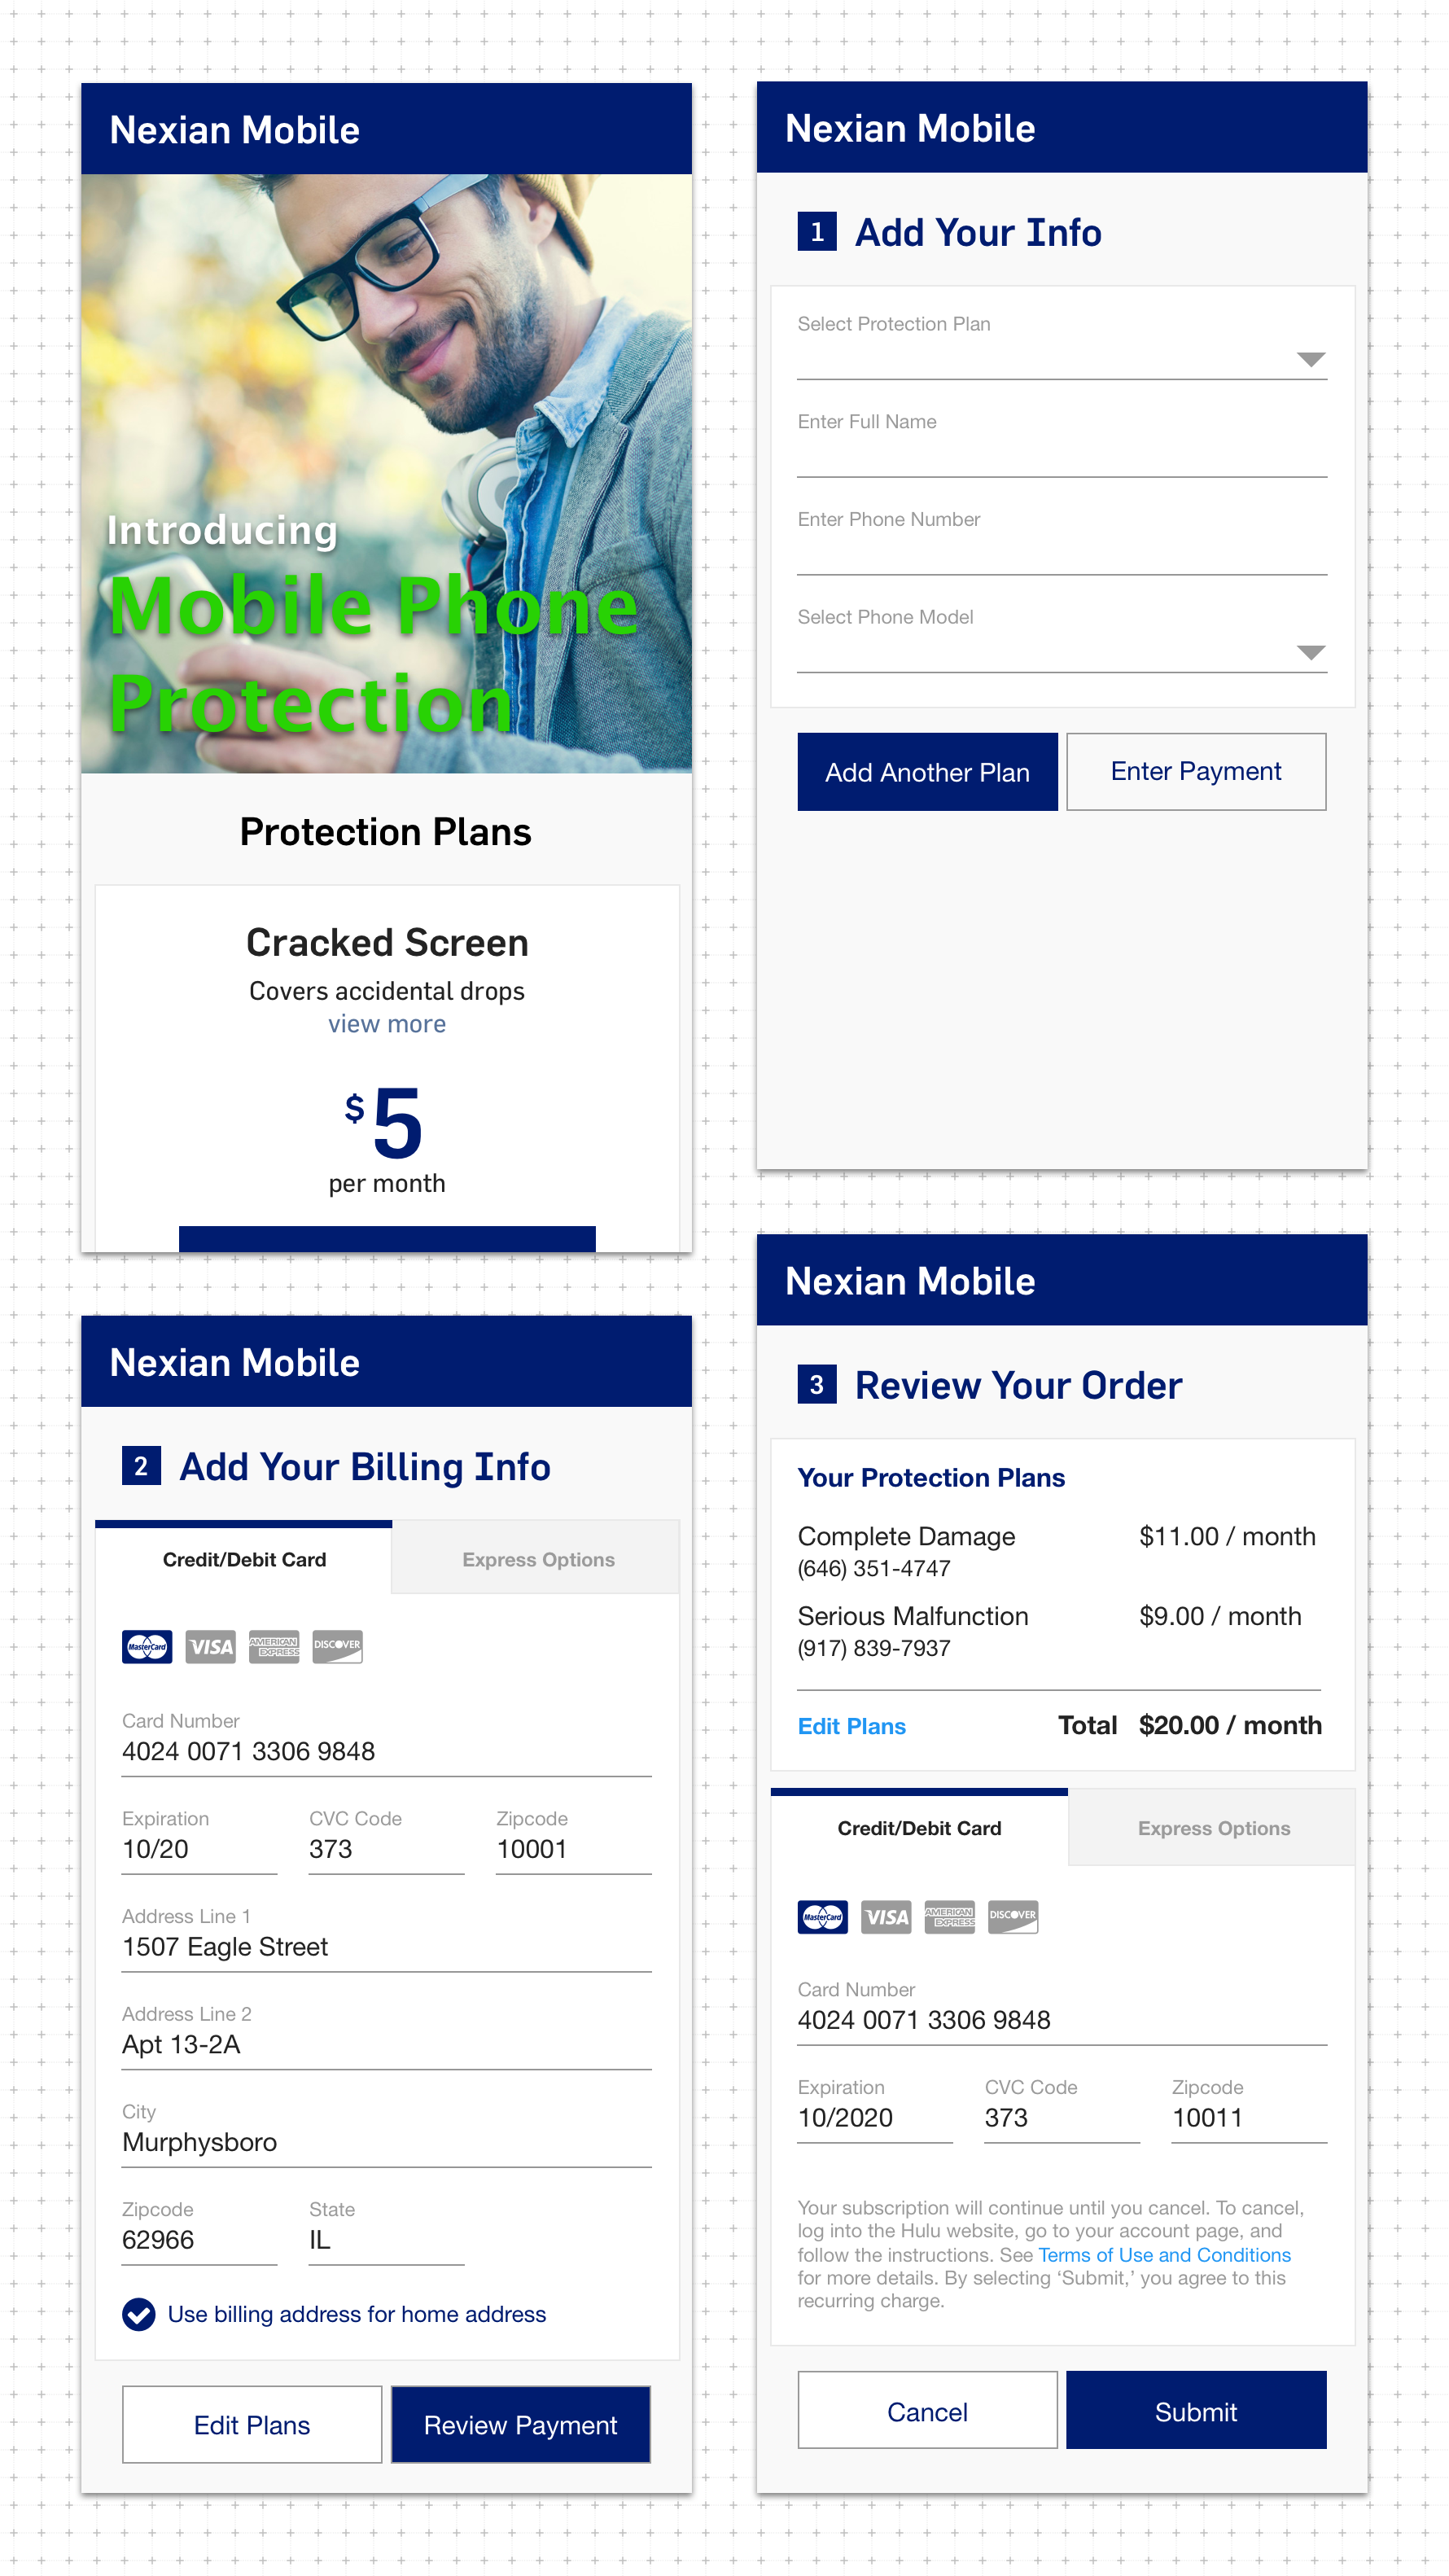 Nexian Mobile
Introducing
Mobile Phone
Protection
Protection Plans
Cracked Screen
Covers accidental drops
view more
$5
per month
Nexian Mobile
1 Add Your Info
Select Protection Plan
Enter Full Name
Enter Phone Number
Select Phone Model
Add Another Plan Enter Payment
Nexian Mobile
2 Add Your Billing Info
Credit/Debit Card Express Options
MasterCard VISA AMERICAN EXPRESS DISCOVER
Card Number
4024 0071 3306 9848
Expiration CVC Code Zipcode
10/20 373 10001
Address Line 1
1507 Eagle Street
Address Line 2
Apt 13-2A
City
Murphysboro
Zipcode State
62966 IL
Use billing address for home address
Edit Plans Review Payment
Nexian Mobile
3 Review Your Order
Your Protection Plans
Complete Damage $11.00 / month
(646) 351-4747
Serious Malfunction $9.00 / month
(917) 839-7937
Edit Plans Total $20.00 / month
Credit/Debit Card Express Options
MasterCard VISA AMERICAN EXPRESS DISCOVER
Card Number
4024 0071 3306 9848
Expiration CVC Code Zipcode
10/2020 373 10011
Your subscription will continue until you cancel. To cancel,
log into the Hulu website, go to your account page, and
follow the instructions. See Terms of Use and Conditions
for more details. By selecting ‘Submit,’ you agree to this
recurring charge.
Cancel Submit